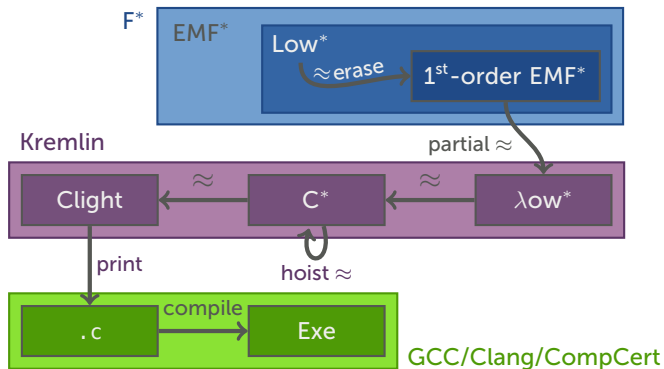 F*
EMF*
Low*
≈ erase
1st-order EMF*
partial ≈
Kremlin
Clight
≈
C*
≈
λow*
print
hoist ≈
.c
compile
Exe
GCC/Clang/CompCert